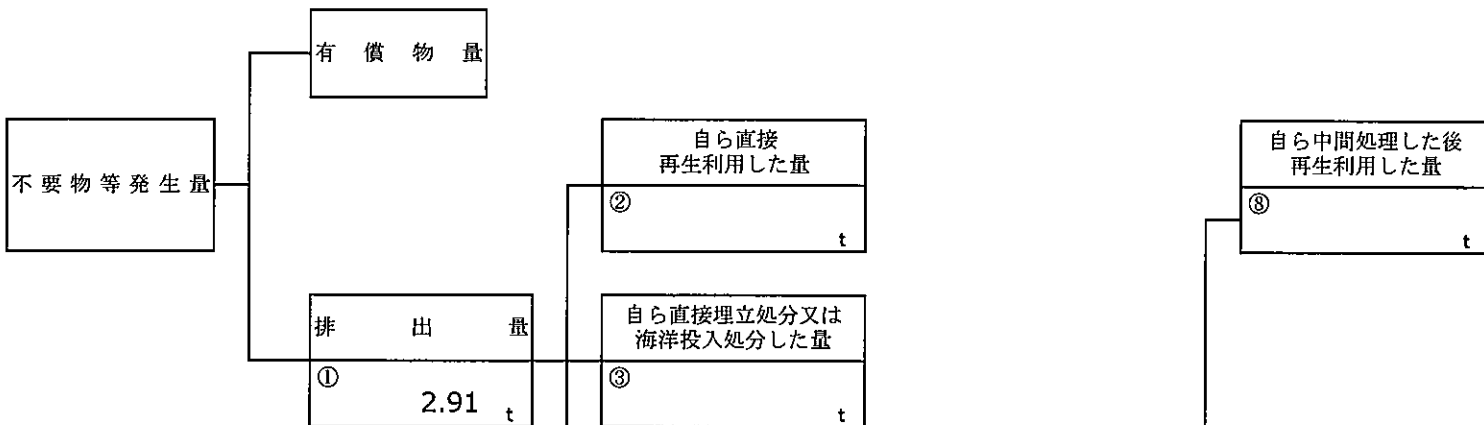 有償物量
不要物等発生量
自ら直接
再生利用した量
②
t
自ら中間処理した後
再生利用した量
⑧
t
排出量
①
2.91 t
自ら直接埋立処分又は
海洋投入処分した量
③
t